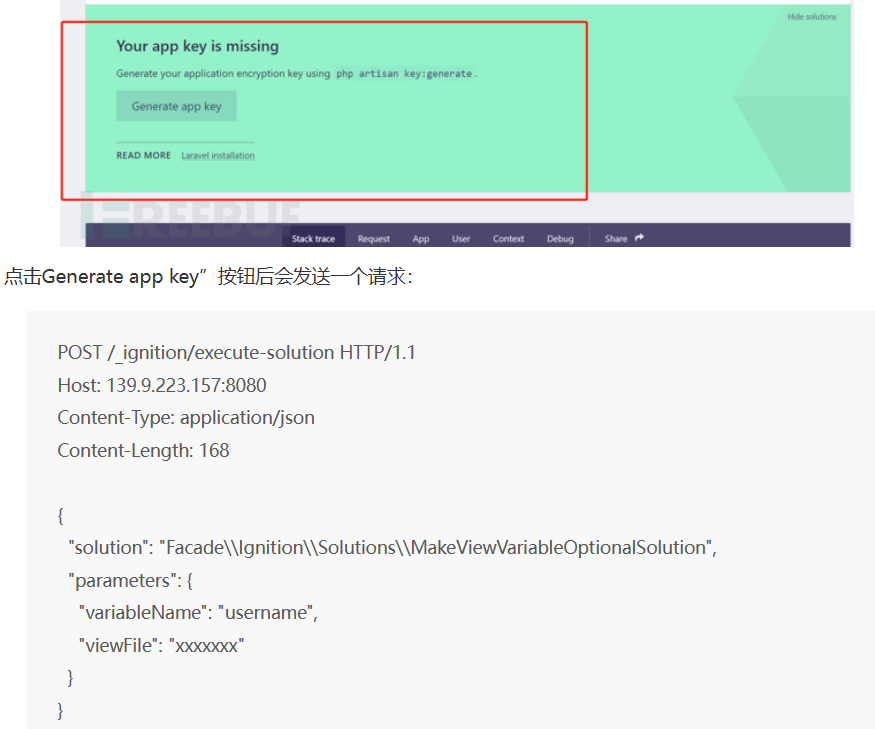 Hide solutions
Your app key is missing
Generate your application encryption key using php artisan key:generate .
Generate app key
READ MORE Laravel installation
REEBUF
Stack trace Request App User Context Debug Share
点击Generate app key”按钮后会发送一个请求：
POST /_ignition/execute-solution HTTP/1.1
Host: 139.9.223.157:8080
Content-Type: application/json
Content-Length: 168
{
"solution": "Facade\\Ignition\\Solutions\\MakeViewVariableOptionalSolution",
"parameters": {
"variableName": "username",
"viewFile": "xxxxxxx"
}
}